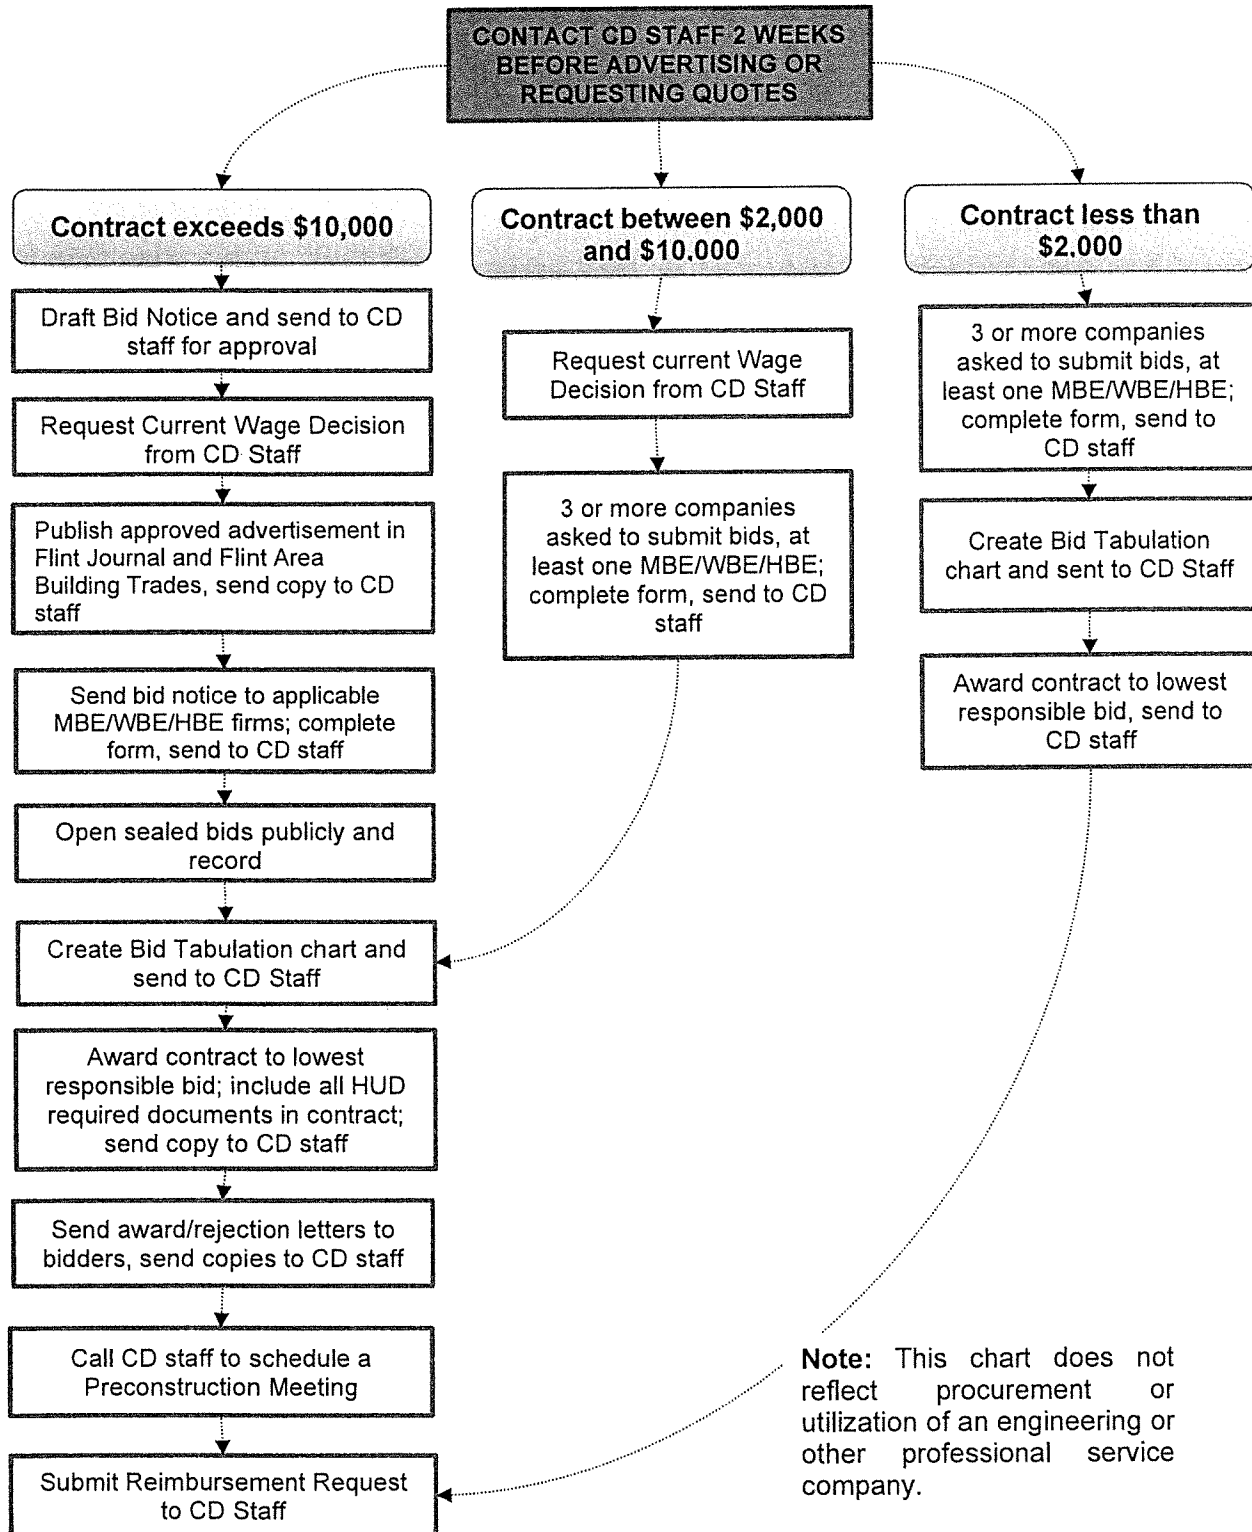 CONTACT CD STAFF 2 WEEKS
BEFORE ADVERTISING OR
REQUESTING QUOTES
Contract exceeds $10,000
Draft Bid Notice and send to CD
staff for approval
Request Current Wage Decision
from CD Staff
Publish approved advertisement in
Flint Journal and Flint Area
Building Trades, send copy to CD
staff
Send bid notice to applicable
MBE/WBE/HBE firms; complete
form, send to CD staff
Open sealed bids publicly and
record
Create Bid Tabulation chart and
send to CD Staff
Award contract to lowest
responsible bid; include all HUD
required documents in contract;
send copy to CD staff
Send award/rejection letters to
bidders, send copies to CD staff
Call CD staff to schedule a
Preconstruction Meeting
Submit Reimbursement Request
to CD Staff
Contract between $2,000
and $10,000
Request current Wage
Decision from CD Staff
3 or more companies
asked to submit bids, at
least one MBE/WBE/HBE;
complete form, send to CD
staff
Contract less than
$2,000
3 or more companies
asked to submit bids, at
least one MBE/WBE/HBE;
complete form, send to
CD staff
Create Bid Tabulation
chart and sent to CD Staff
Award contract to lowest
responsible bid, send to
CD staff
Note: This chart does not
reflect procurement or
utilization of an engineering or
other professional service
company.